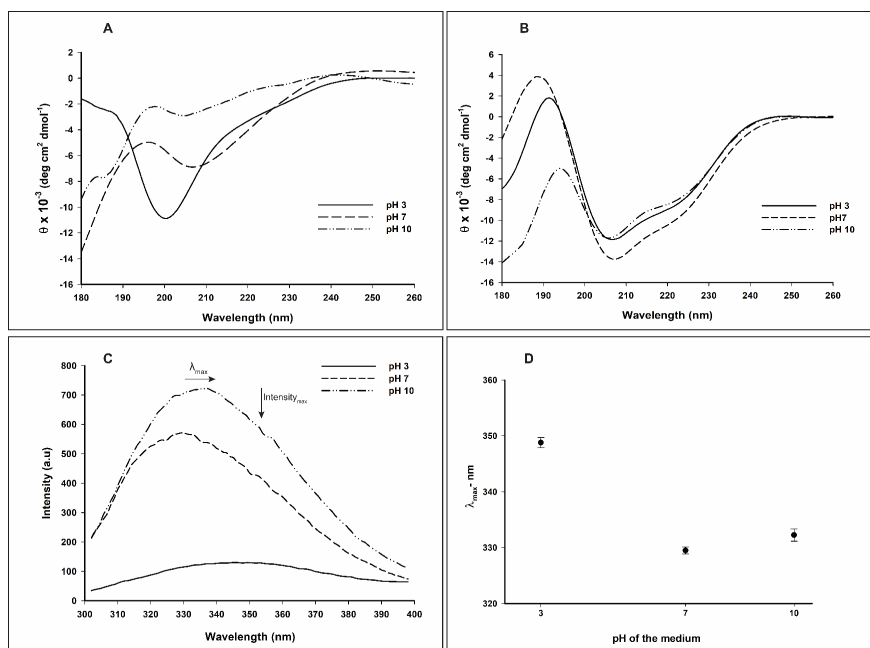 A
2
0
-2
-4
-6
-8
-10
-12
-14
-16
180 190 200 210 220 230 240 250 260
θ x 10⁻³ (deg cm² dmol⁻¹)
Wavelength (nm)
pH 3
pH 7
pH 10
B
6
4
2
0
-2
-4
-6
-8
-10
-12
-14
-16
180 190 200 210 220 230 240 250 260
θ x 10⁻³ (deg cm² dmol⁻¹)
Wavelength (nm)
pH 3
pH7
pH 10
C
800
700
600
500
400
300
200
100
0
300 310 320 330 340 350 360 370 380 390 400
Intensity (a.u)
Wavelength (nm)
λmax
Intensitymax
pH 3
pH 7
pH 10
D
360
350
340
330
320
3 7 10
λmax- nm
pH of the medium